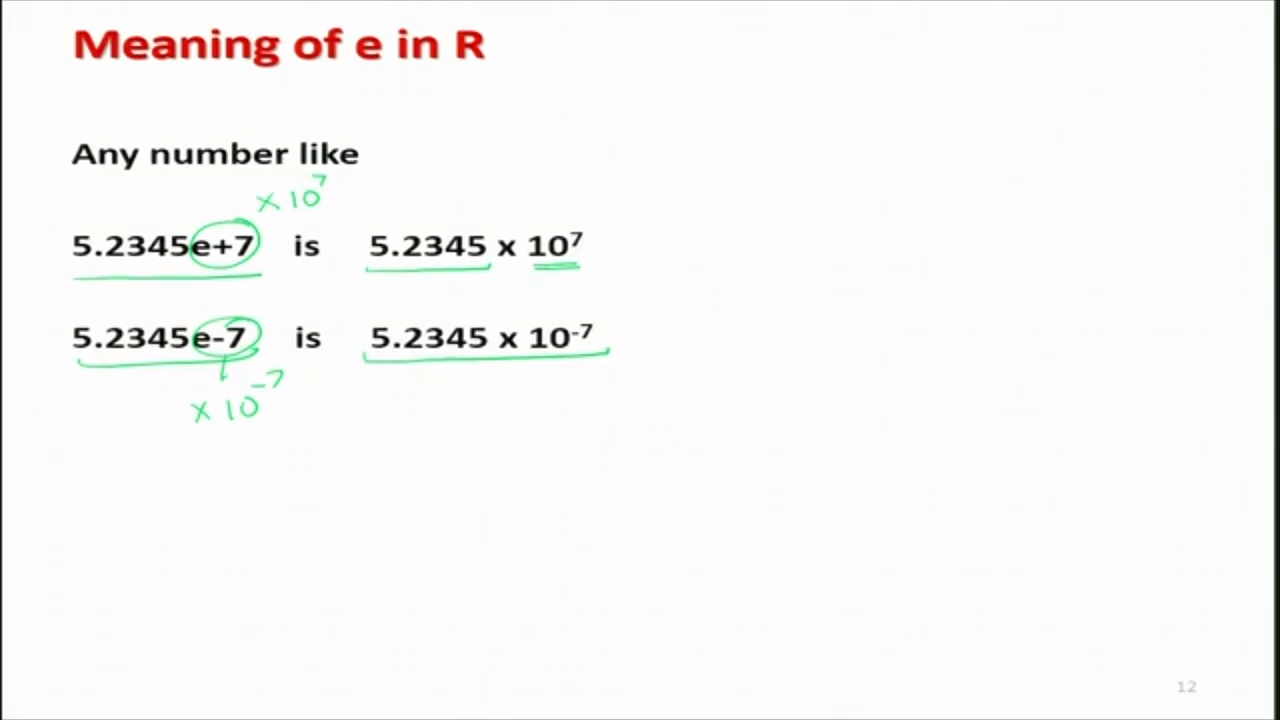 Meaning of e in R
Any number like
× 10⁷
5.2345e+7 is 5.2345 x 10⁷
5.2345e-7 is 5.2345 x 10⁻⁷
× 10⁻⁷
12